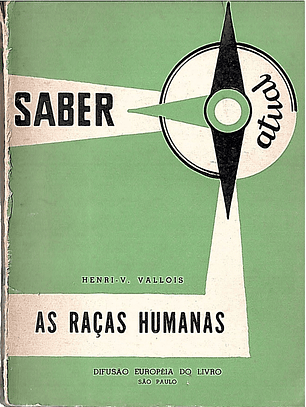 SABER
atual
HENRI-V. VALLOIS
AS RAÇAS HUMANAS
DIFUSÃO EUROPÉIA DO LIVRO
SÃO PAULO